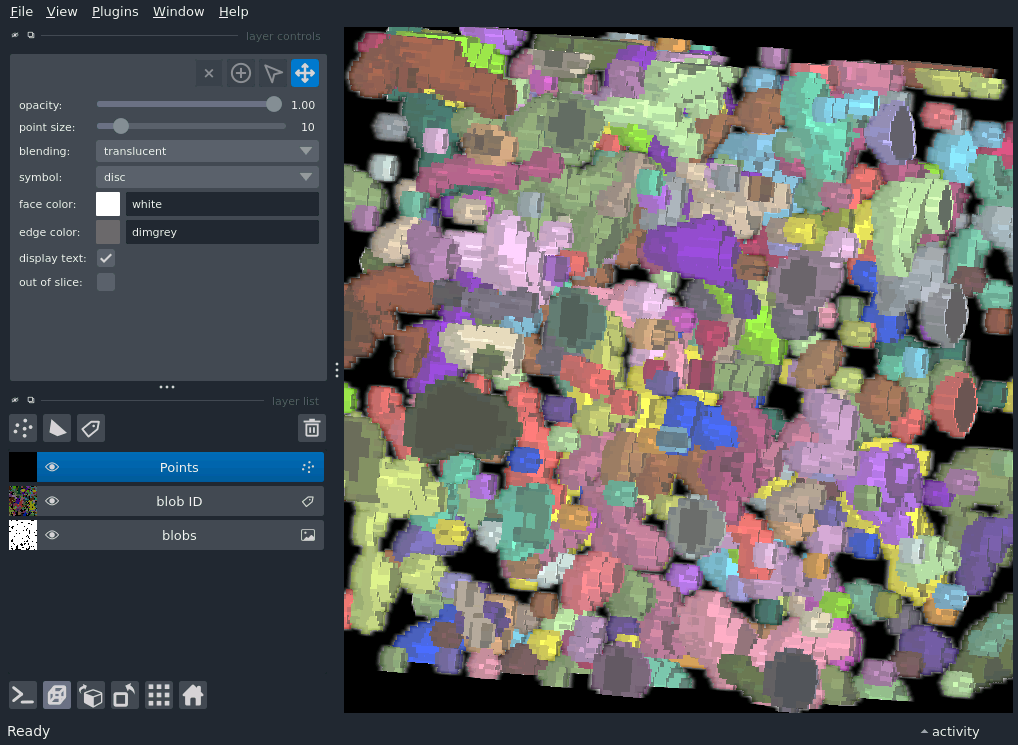 File View Plugins Window Help
layer controls
opacity: 1.00
point size: 10
blending: translucent
symbol: disc
face color: white
edge color: dimgrey
display text:
out of slice:
layer list
Points
blob ID
blobs
Ready
activity